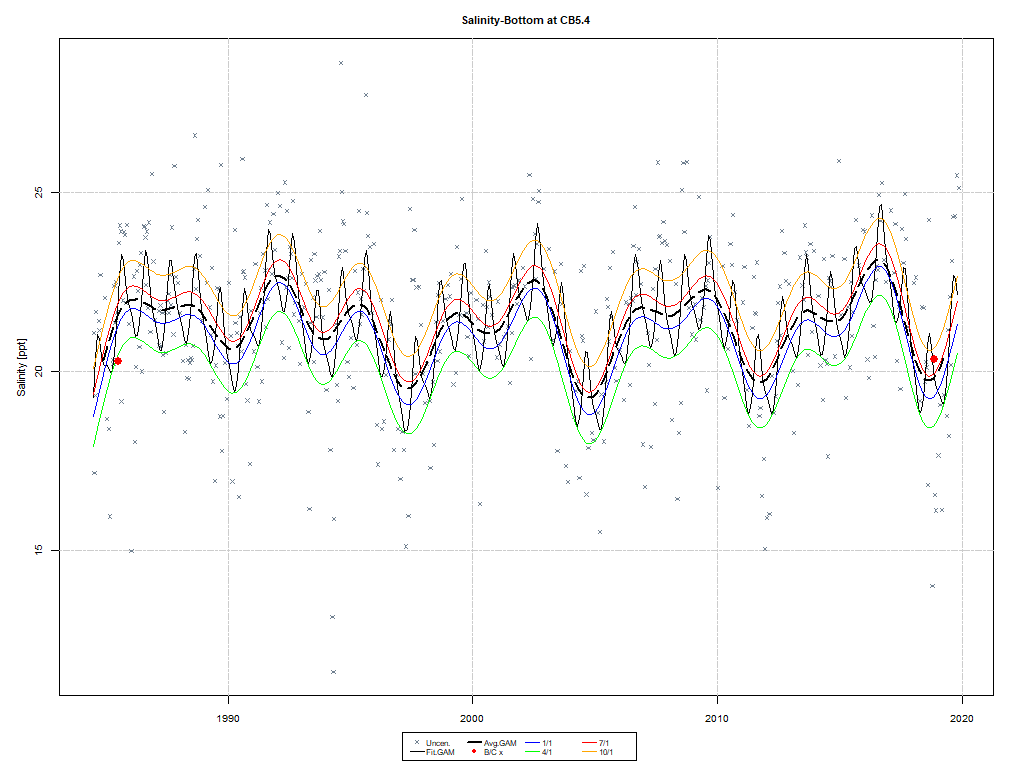 Salinity-Bottom at CB5.4
Salinity [ppt]
25
20
15
1990 2000 2010 2020
Uncen. Avg.GAM 1/1 7/1
Fit.GAM B/C x 4/1 10/1